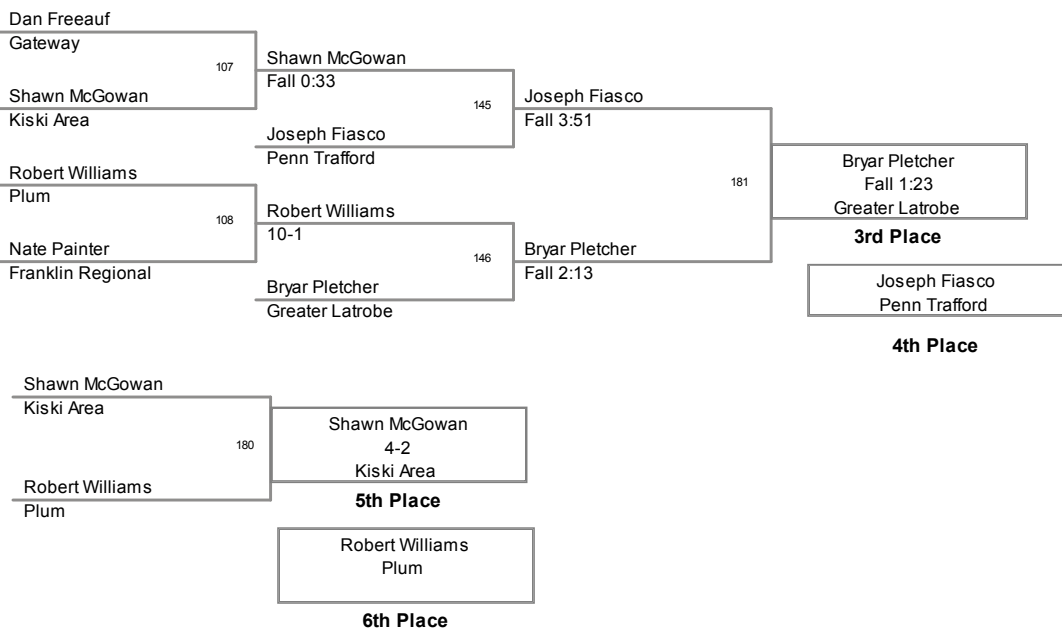 Dan Freeauf
Gateway
107
Shawn McGowan
Kiski Area
Shawn McGowan
Fall 0:33
145
Joseph Fiasco
Penn Trafford
Joseph Fiasco
Fall 3:51
Robert Williams
Plum
108
Nate Painter
Franklin Regional
Robert Williams
10-1
146
Bryar Pletcher
Greater Latrobe
Bryar Pletcher
Fall 2:13
181
Bryar Pletcher
Fall 1:23
Greater Latrobe
3rd Place
Joseph Fiasco
Penn Trafford
4th Place
Shawn McGowan
Kiski Area
180
Robert Williams
Plum
Shawn McGowan
4-2
Kiski Area
5th Place
Robert Williams
Plum
6th Place